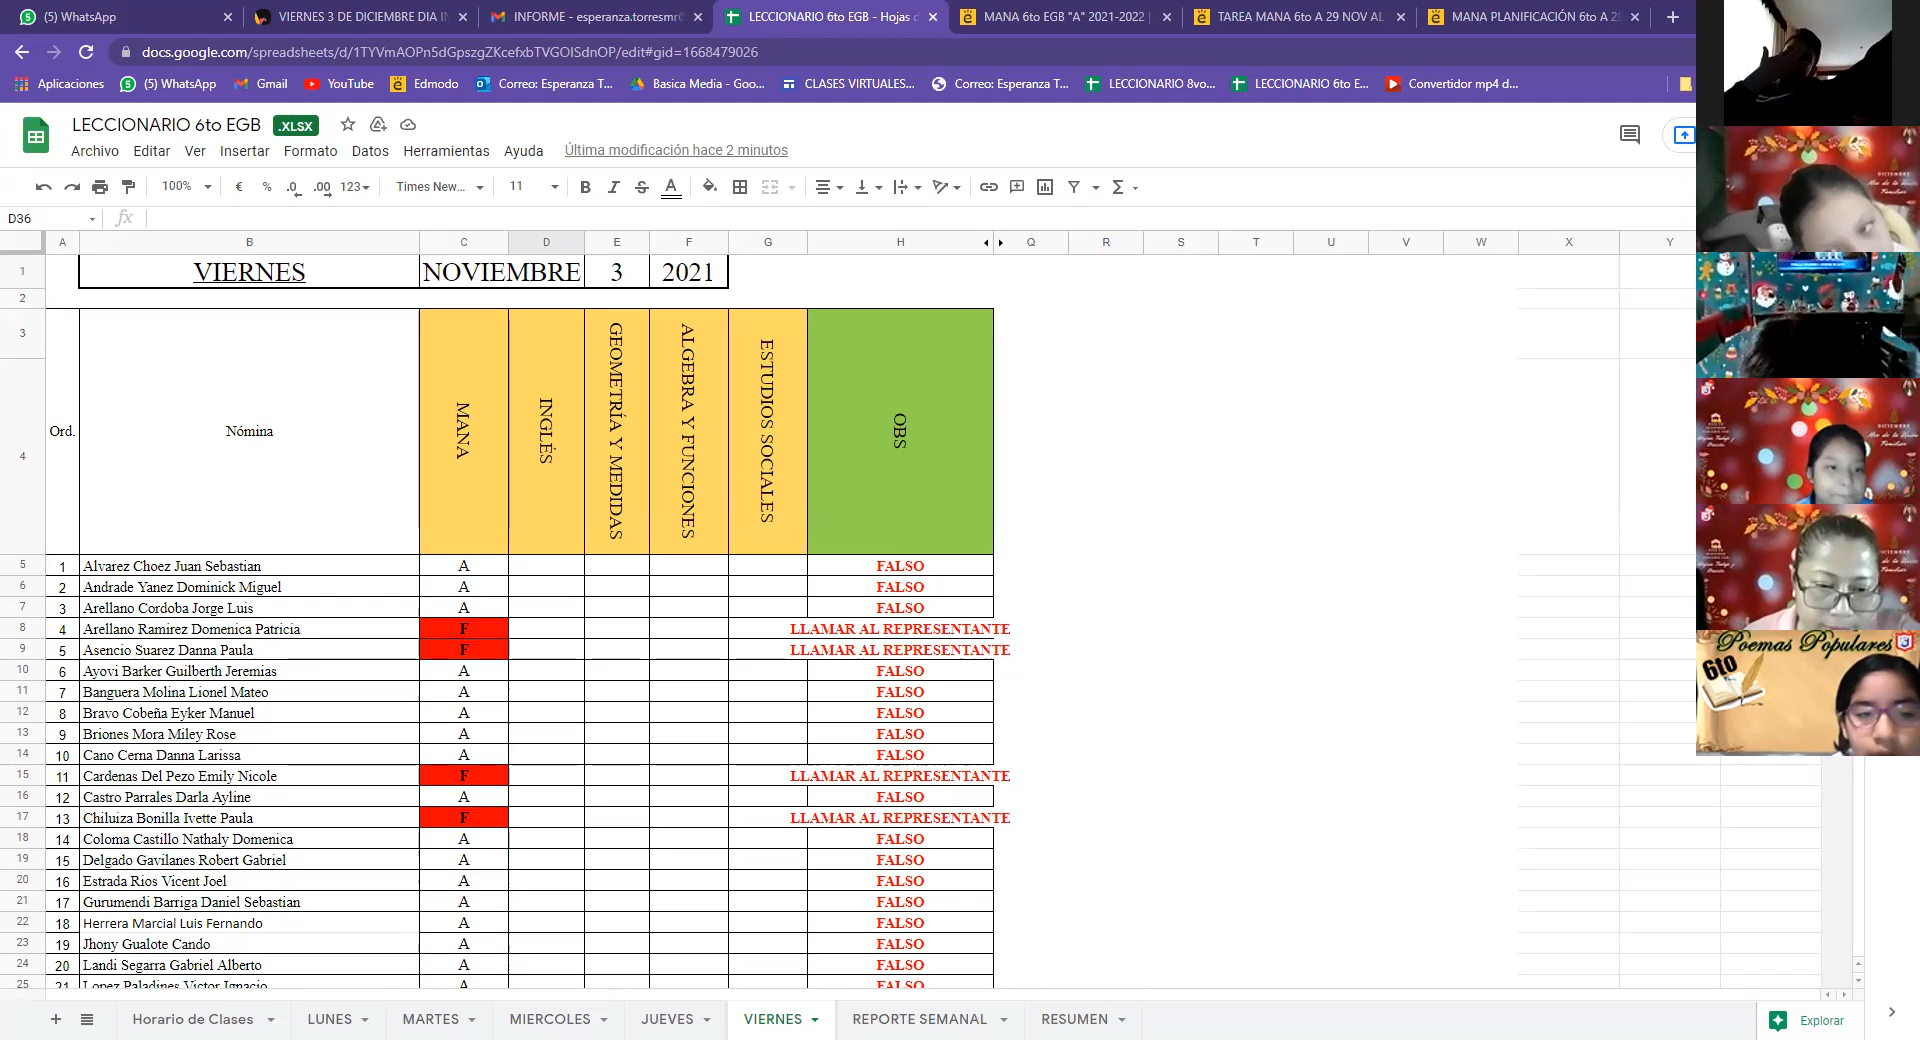 (5) WhatsApp
VIERNES 3 DE DICIEMBRE DIA I
INFORME - esperanza.torresmr
LECCIONARIO 6to EGB - Hojas d
MANA 6to EGB "A" 2021-2022
TAREA MANA 6to A 29 NOV AL
MANA PLANIFICACIÓN 6to A 2
docs.google.com/spreadsheets/d/1TYVmAOPn5dGpszgZKcefxbTVGOISdnOP/edit#gid=1668479026
Aplicaciones
(5) WhatsApp
Gmail
YouTube
Edmodo
Correo: Esperanza T...
Basica Media - Goo...
CLASES VIRTUALES...
Correo: Esperanza T...
LECCIONARIO 8vo...
LECCIONARIO 6to E...
Convertidor mp4 d...
LECCIONARIO 6to EGB .XLSX
Archivo Editar Ver Insertar Formato Datos Herramientas Ayuda Última modificación hace 2 minutos
100% € % .0 .00 123 Times New... 11 B I S A
D36 fx
A B C D E F G H Q R S T U V W X Y
1 VIERNES NOVIEMBRE 3 2021
2
3
4
Ord. Nómina MANA INGLÉS GEOMETRÍA Y MEDIDAS ALGEBRA Y FUNCIONES ESTUDIOS SOCIALES OBS
5 1 Alvarez Choez Juan Sebastian A FALSO
6 2 Andrade Yanez Dominick Miguel A FALSO
7 3 Arellano Cordoba Jorge Luis A FALSO
8 4 Arellano Ramirez Domenica Patricia F LLAMAR AL REPRESENTANTE
9 5 Asencio Suarez Danna Paula F LLAMAR AL REPRESENTANTE
10 6 Ayovi Barker Guilberth Jeremias A FALSO
11 7 Banguera Molina Lionel Mateo A FALSO
12 8 Bravo Cobeña Eyker Manuel A FALSO
13 9 Briones Mora Miley Rose A FALSO
14 10 Cano Cerna Danna Larissa A FALSO
15 11 Cardenas Del Pezo Emily Nicole F LLAMAR AL REPRESENTANTE
16 12 Castro Parrales Darla Ayline A FALSO
17 13 Chiluiza Bonilla Ivette Paula F LLAMAR AL REPRESENTANTE
18 14 Coloma Castillo Nathaly Domenica A FALSO
19 15 Delgado Gavilanes Robert Gabriel A FALSO
20 16 Estrada Rios Vicent Joel A FALSO
21 17 Gurumendi Barriga Daniel Sebastian A FALSO
22 18 Herrera Marcial Luis Fernando A FALSO
23 19 Jhony Gualote Cando A FALSO
24 20 Landi Segarra Gabriel Alberto A FALSO
25 21 Lopez Paladines Victor Ignacio A FALSO
Horario de Clases LUNES MARTES MIERCOLES JUEVES VIERNES REPORTE SEMANAL RESUMEN
Explorar
Poemas Populares
6to